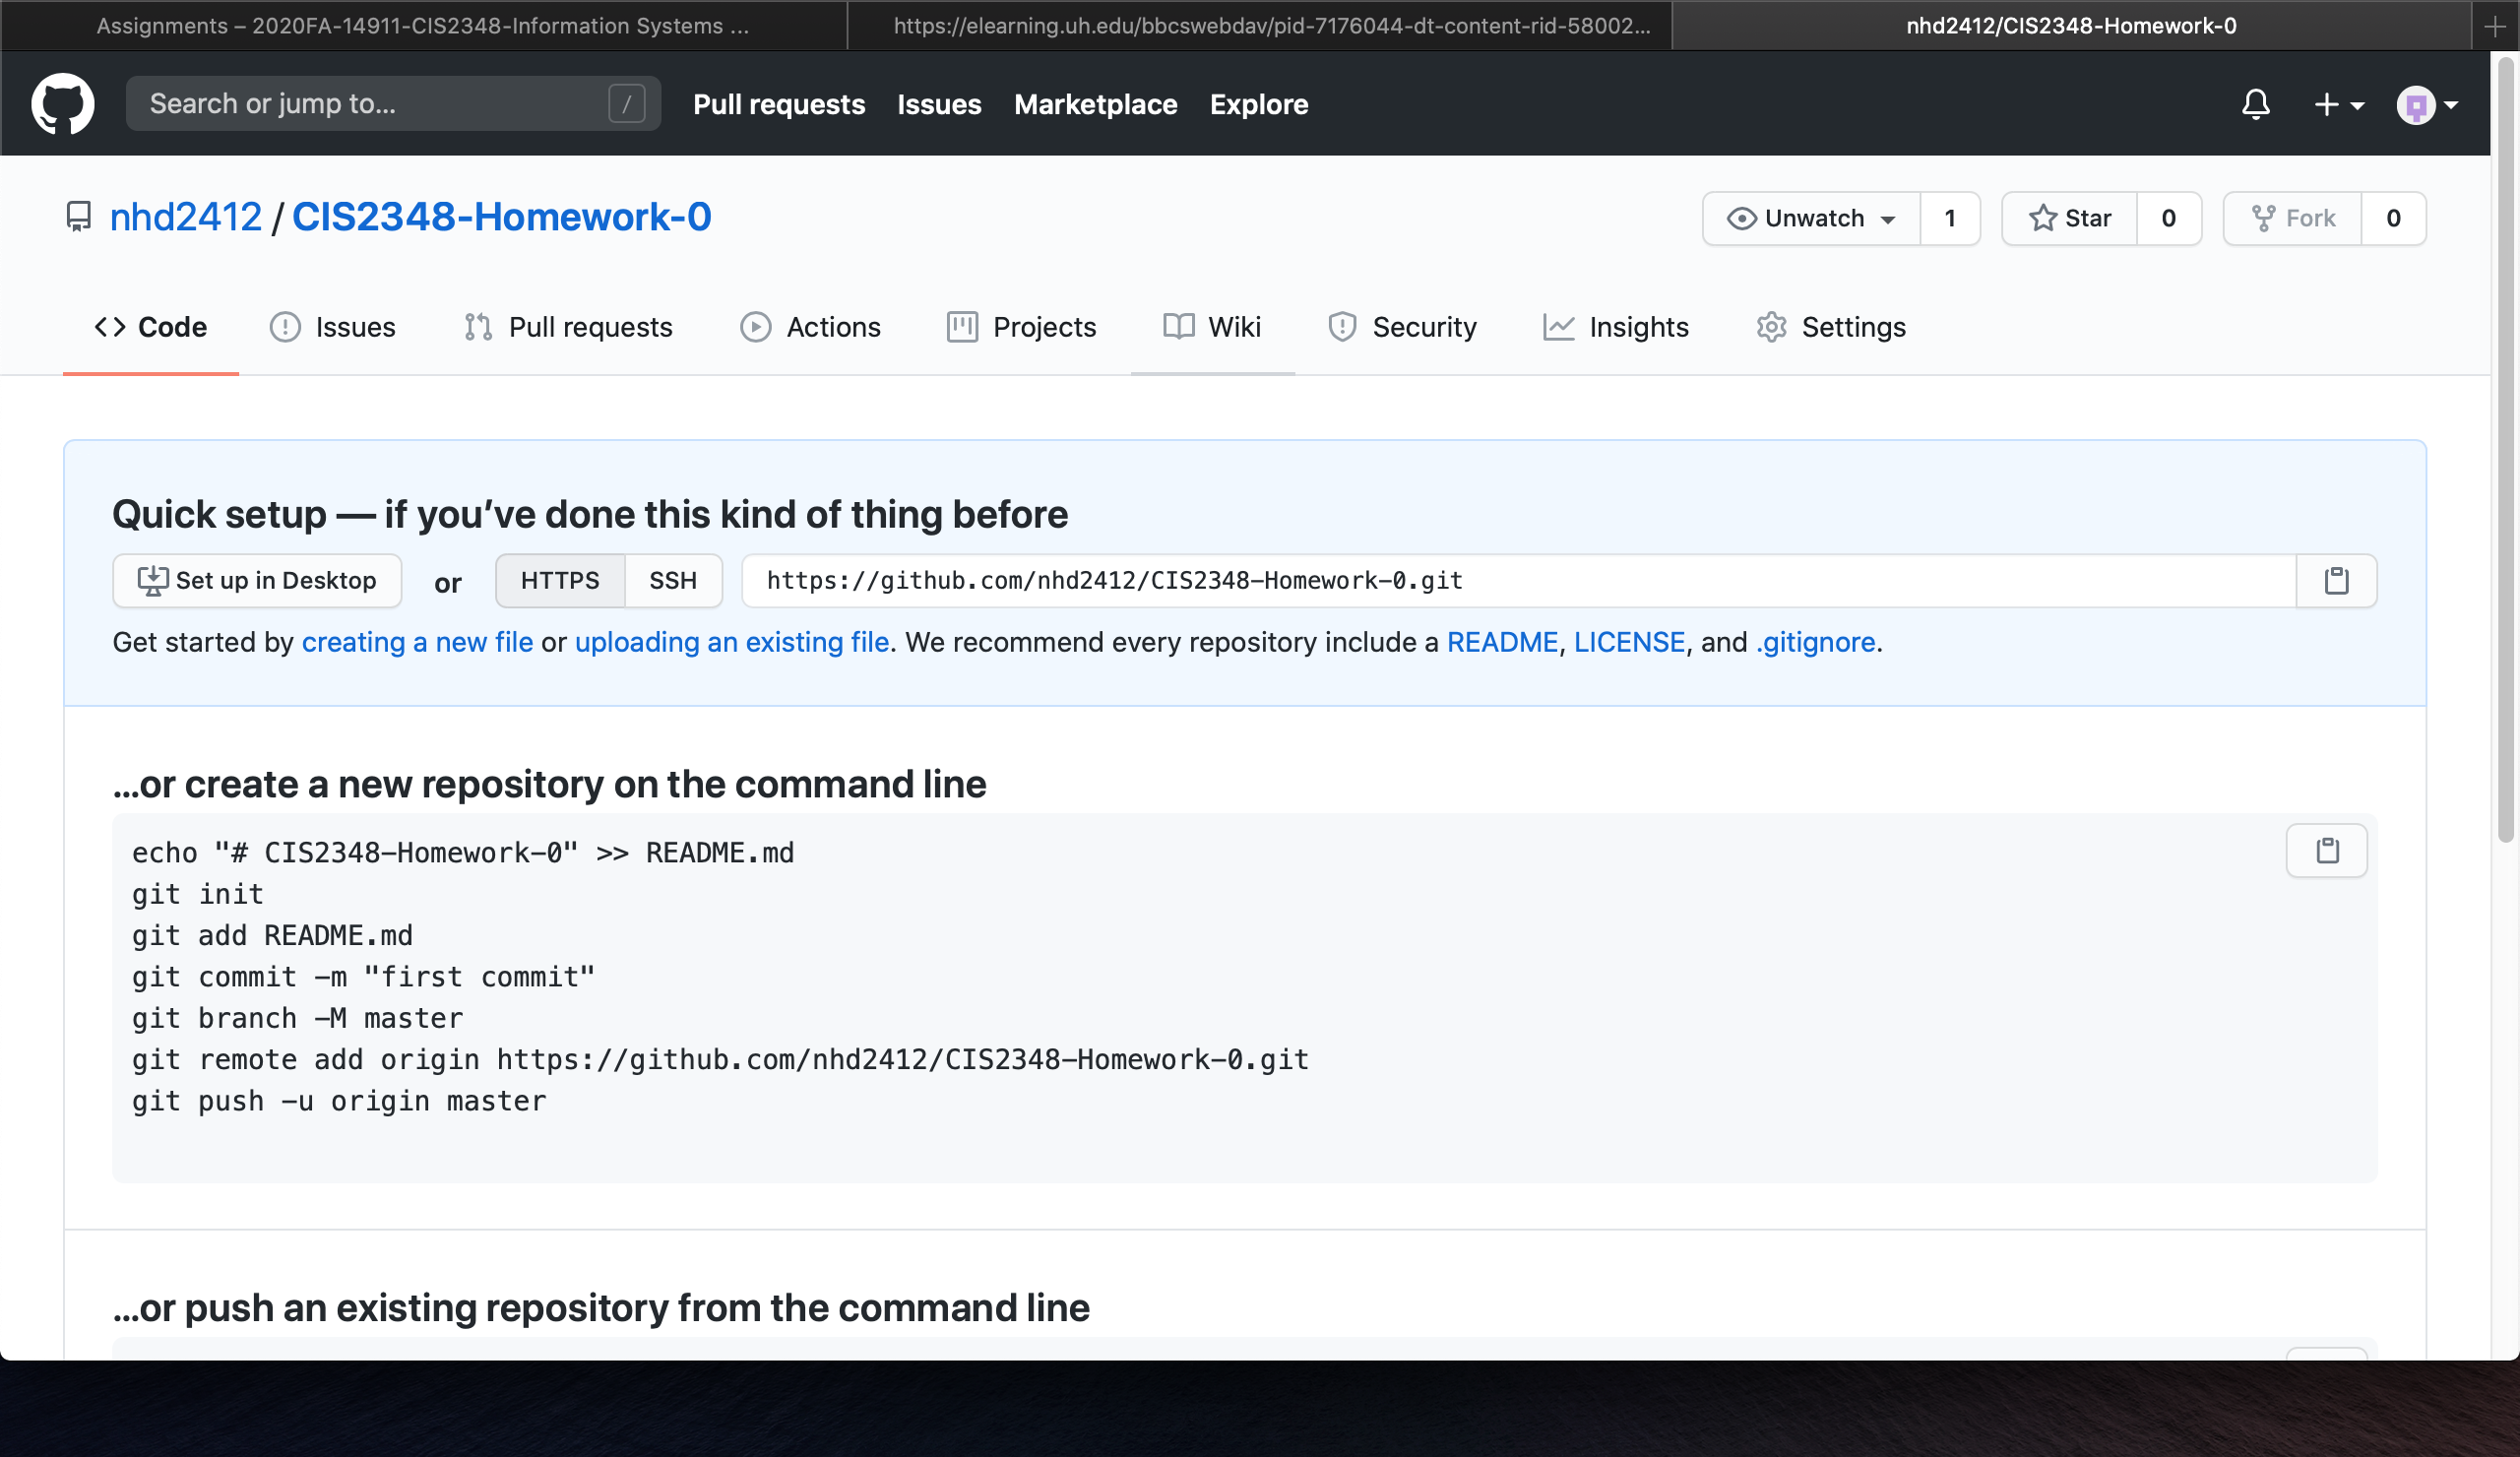 Assignments – 2020FA-14911-CIS2348-Information Systems ...
https://elearning.uh.edu/bbcswebdav/pid-7176044-dt-content-rid-58002...
nhd2412/CIS2348-Homework-0
Search or jump to... /
Pull requests Issues Marketplace Explore
nhd2412 / CIS2348-Homework-0
Unwatch 1 Star 0 Fork 0
Code Issues Pull requests Actions Projects Wiki Security Insights Settings
Quick setup — if you’ve done this kind of thing before
Set up in Desktop or HTTPS SSH https://github.com/nhd2412/CIS2348-Homework-0.git
Get started by creating a new file or uploading an existing file. We recommend every repository include a README, LICENSE, and .gitignore.
…or create a new repository on the command line
echo "# CIS2348-Homework-0" >> README.md
git init
git add README.md
git commit -m "first commit"
git branch -M master
git remote add origin https://github.com/nhd2412/CIS2348-Homework-0.git
git push -u origin master
…or push an existing repository from the command line